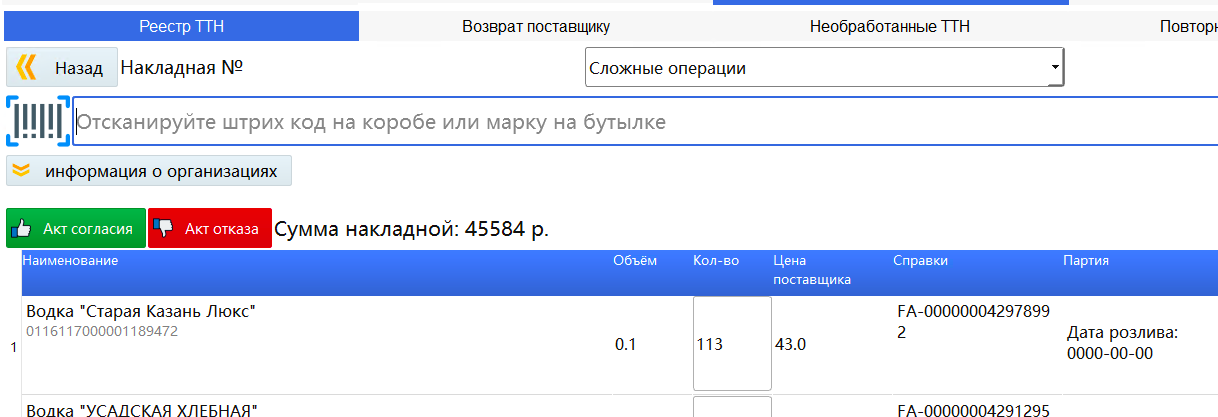 Реестр ТТН
Возврат поставщику
Необработанные ТТН
Повторн
Назад
Накладная №
Сложные операции
Отсканируйте штрих код на коробе или марку на бутылке
информация о организациях
Акт согласия
Акт отказа
Сумма накладной: 45584 р.
Наименование
Объём
Кол-во
Цена
поставщика
Справки
Партия
1
Водка "Старая Казань Люкс"
0116117000001189472
0.1
113
43.0
FA-00000004297899
2
Дата розлива:
0000-00-00
Водка "УСАДСКАЯ ХЛЕБНАЯ"
FA-00000004291295